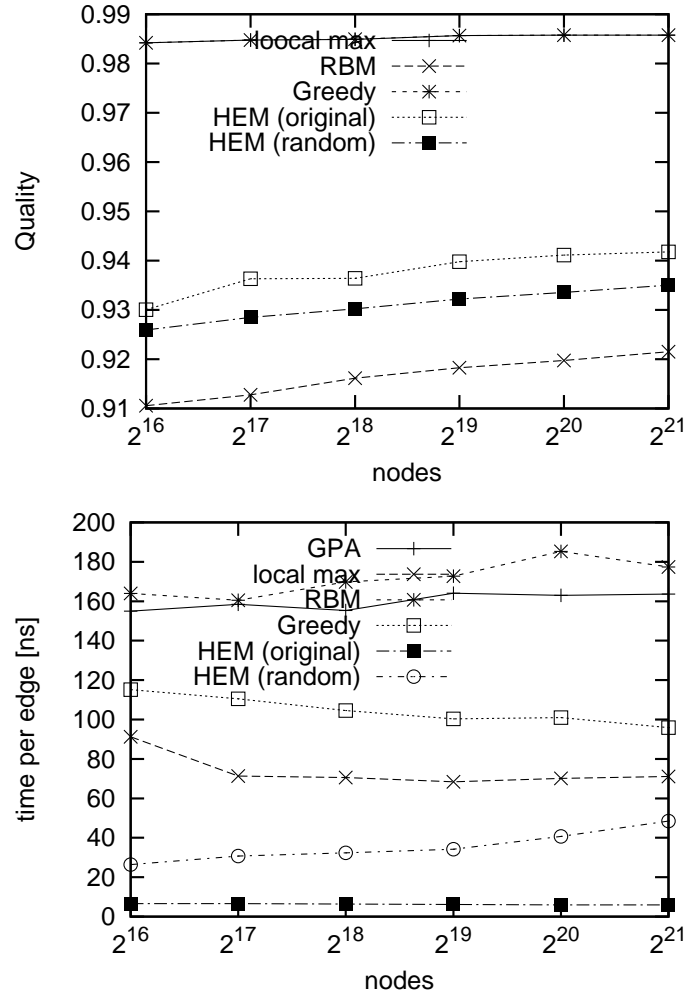 0.99
0.98
0.97
0.96
0.95
0.94
0.93
0.92
0.91
Quality
loocal max
RBM
Greedy
HEM (original)
HEM (random)
2^16 2^17 2^18 2^19 2^20 2^21
nodes
200
180
160
140
120
100
80
60
40
20
0
time per edge [ns]
GPA
local max
RBM
Greedy
HEM (original)
HEM (random)
2^16 2^17 2^18 2^19 2^20 2^21
nodes